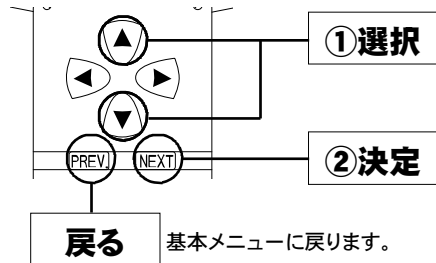 ①選択
PREV.
NEXT
②決定
戻る
基本メニューに戻ります。